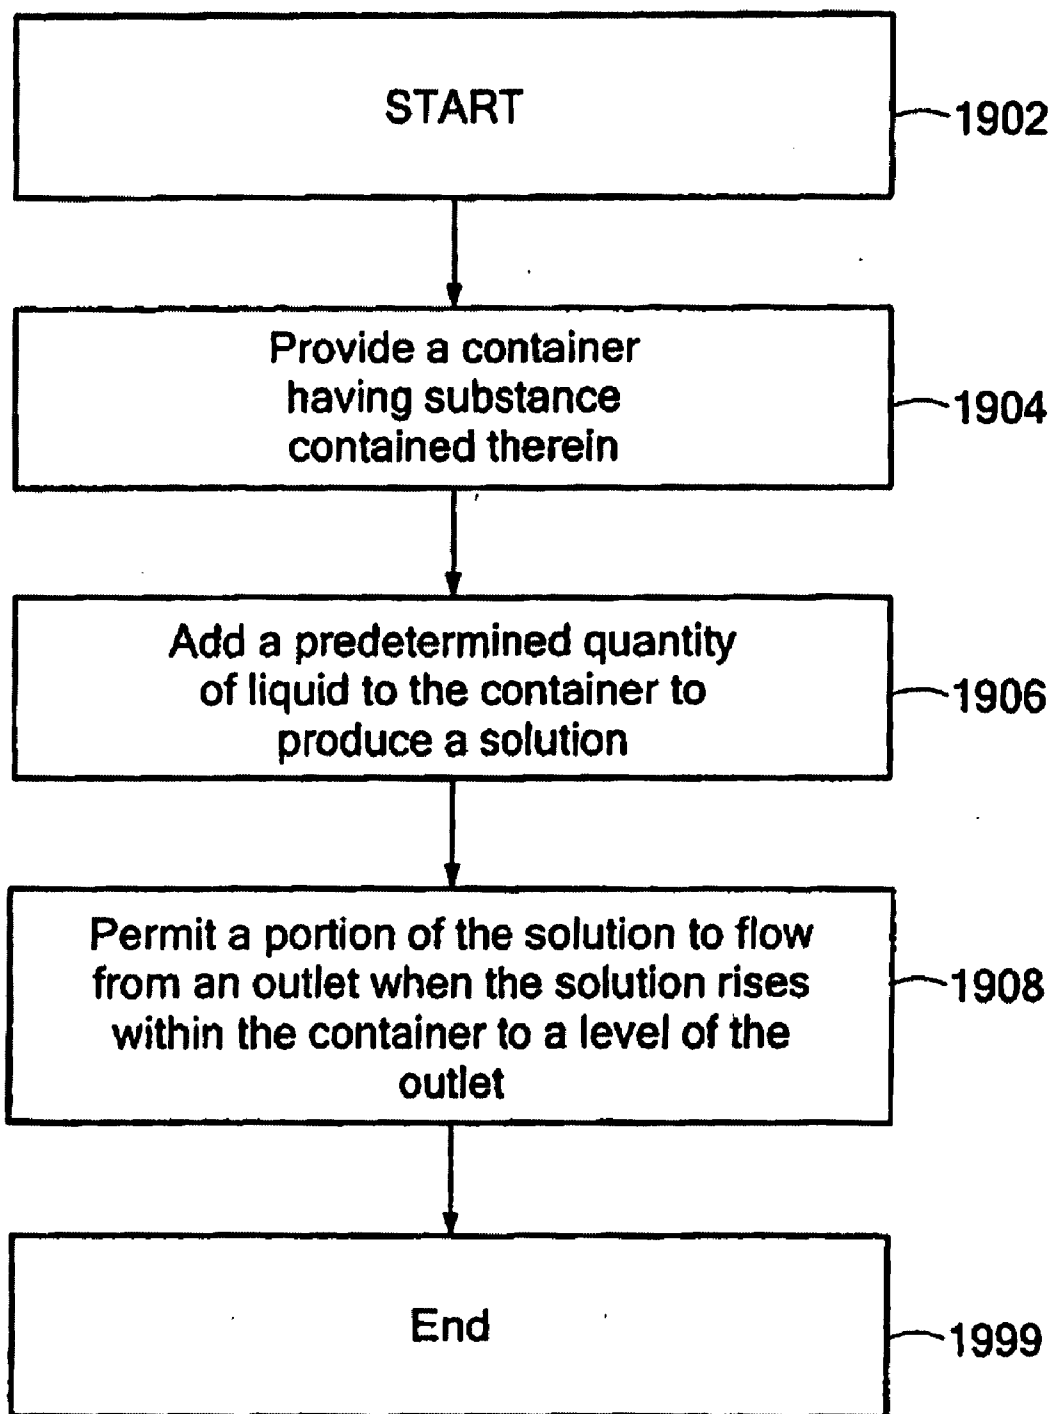 START
1902
Provide a container
having substance
contained therein
1904
Add a predetermined quantity
of liquid to the container to
produce a solution
1906
Permit a portion of the solution to flow
from an outlet when the solution rises
within the container to a level of the
outlet
1908
End
1999